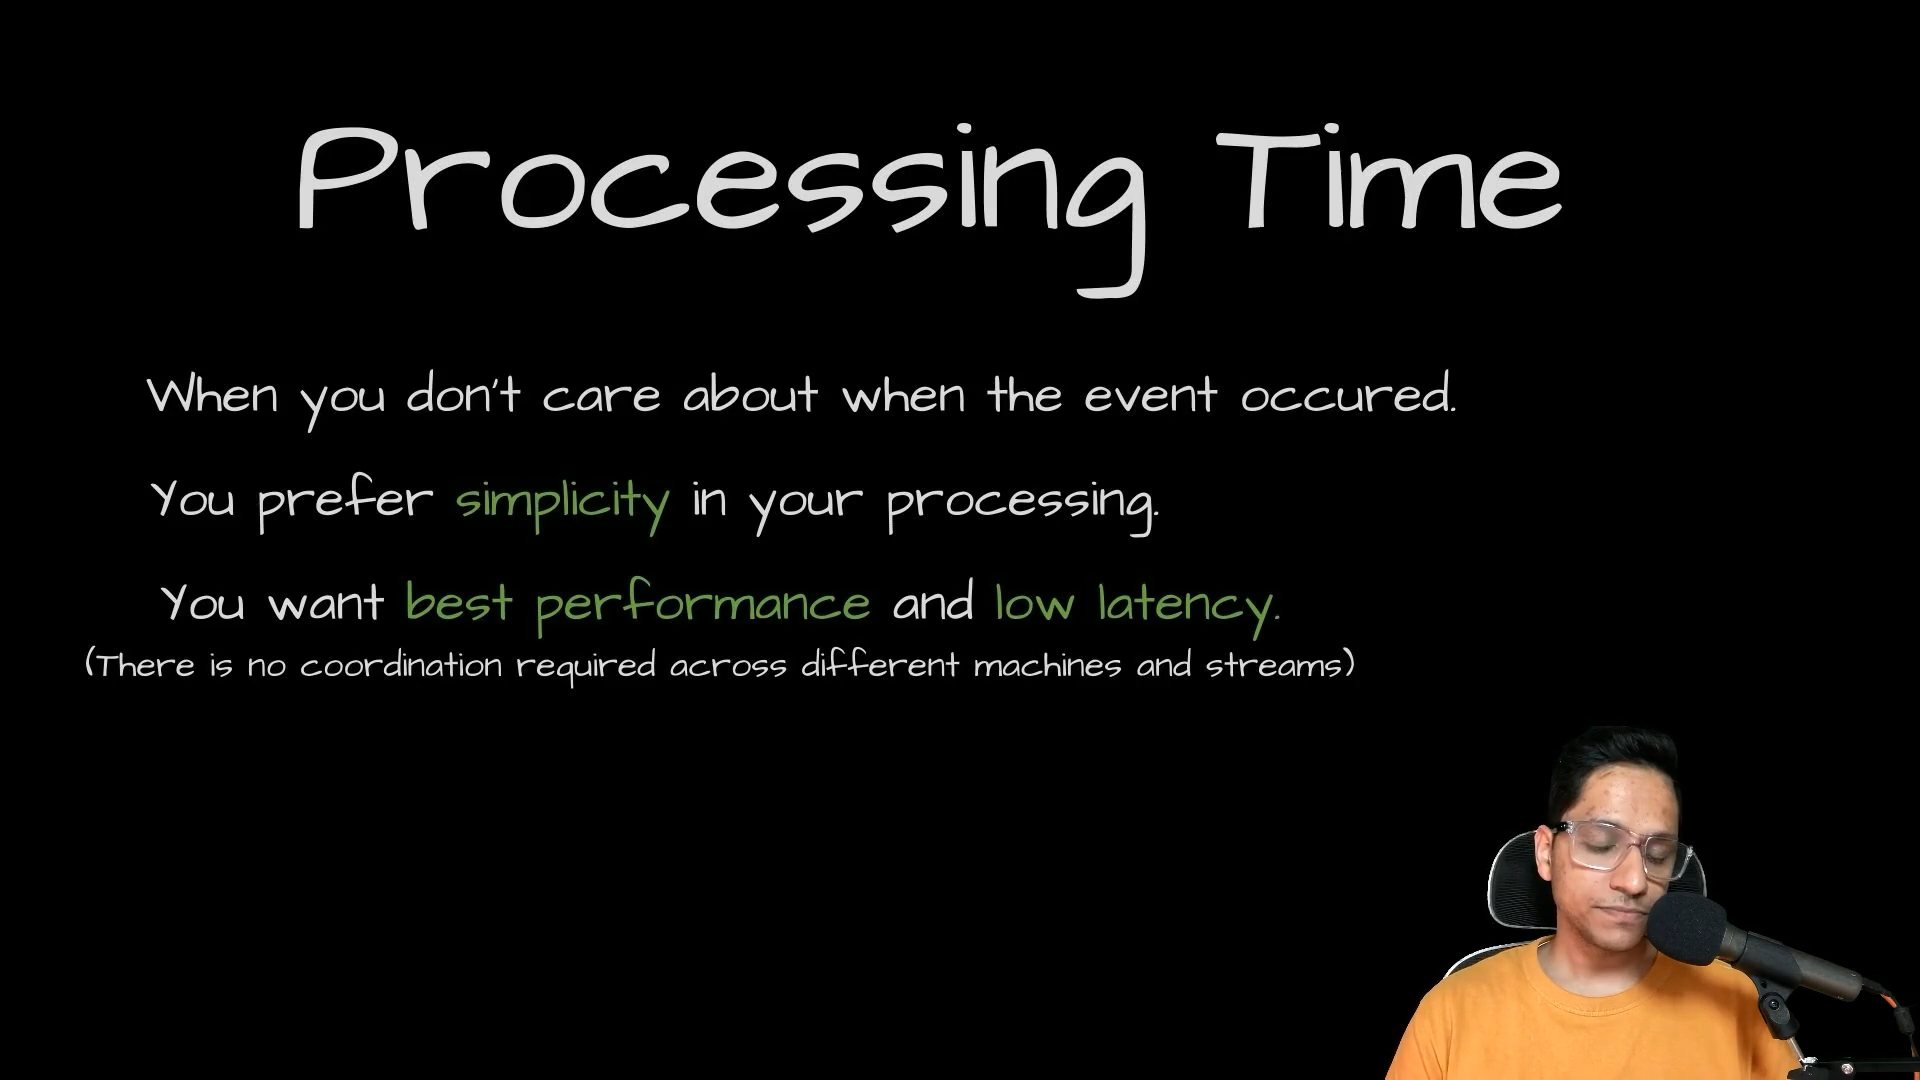 Processing Time
When you don't care about when the event occured.
You prefer simplicity in your processing.
You want best performance and low latency.
(There is no coordination required across different machines and streams)